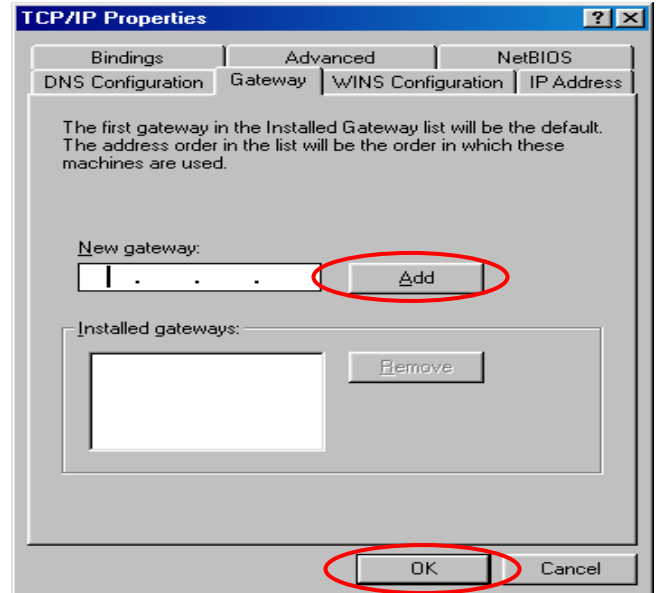 TCP/IP Properties
? X
Bindings Advanced NetBIOS
DNS Configuration Gateway WINS Configuration IP Address
The first gateway in the Installed Gateway list will be the default.
The address order in the list will be the order in which these
machines are used.
New gateway:
. . . Add
Installed gateways:
Remove
OK Cancel